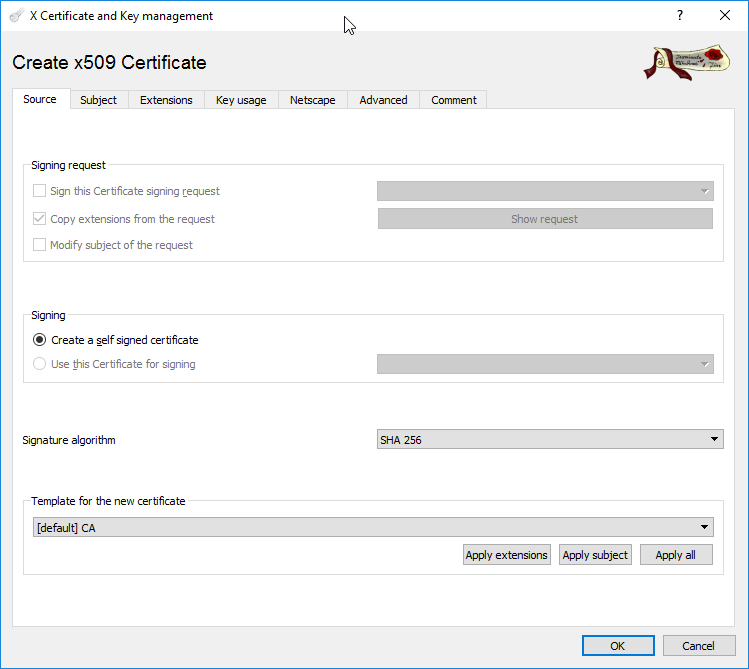 X Certificate and Key management
?
Create x509 Certificate
Source Subject Extensions Key usage Netscape Advanced Comment
Signing request
Sign this Certificate signing request
Copy extensions from the request Show request
Modify subject of the request
Signing
Create a self signed certificate
Use this Certificate for signing
Signature algorithm SHA 256
Template for the new certificate
[default] CA
Apply extensions Apply subject Apply all
OK Cancel